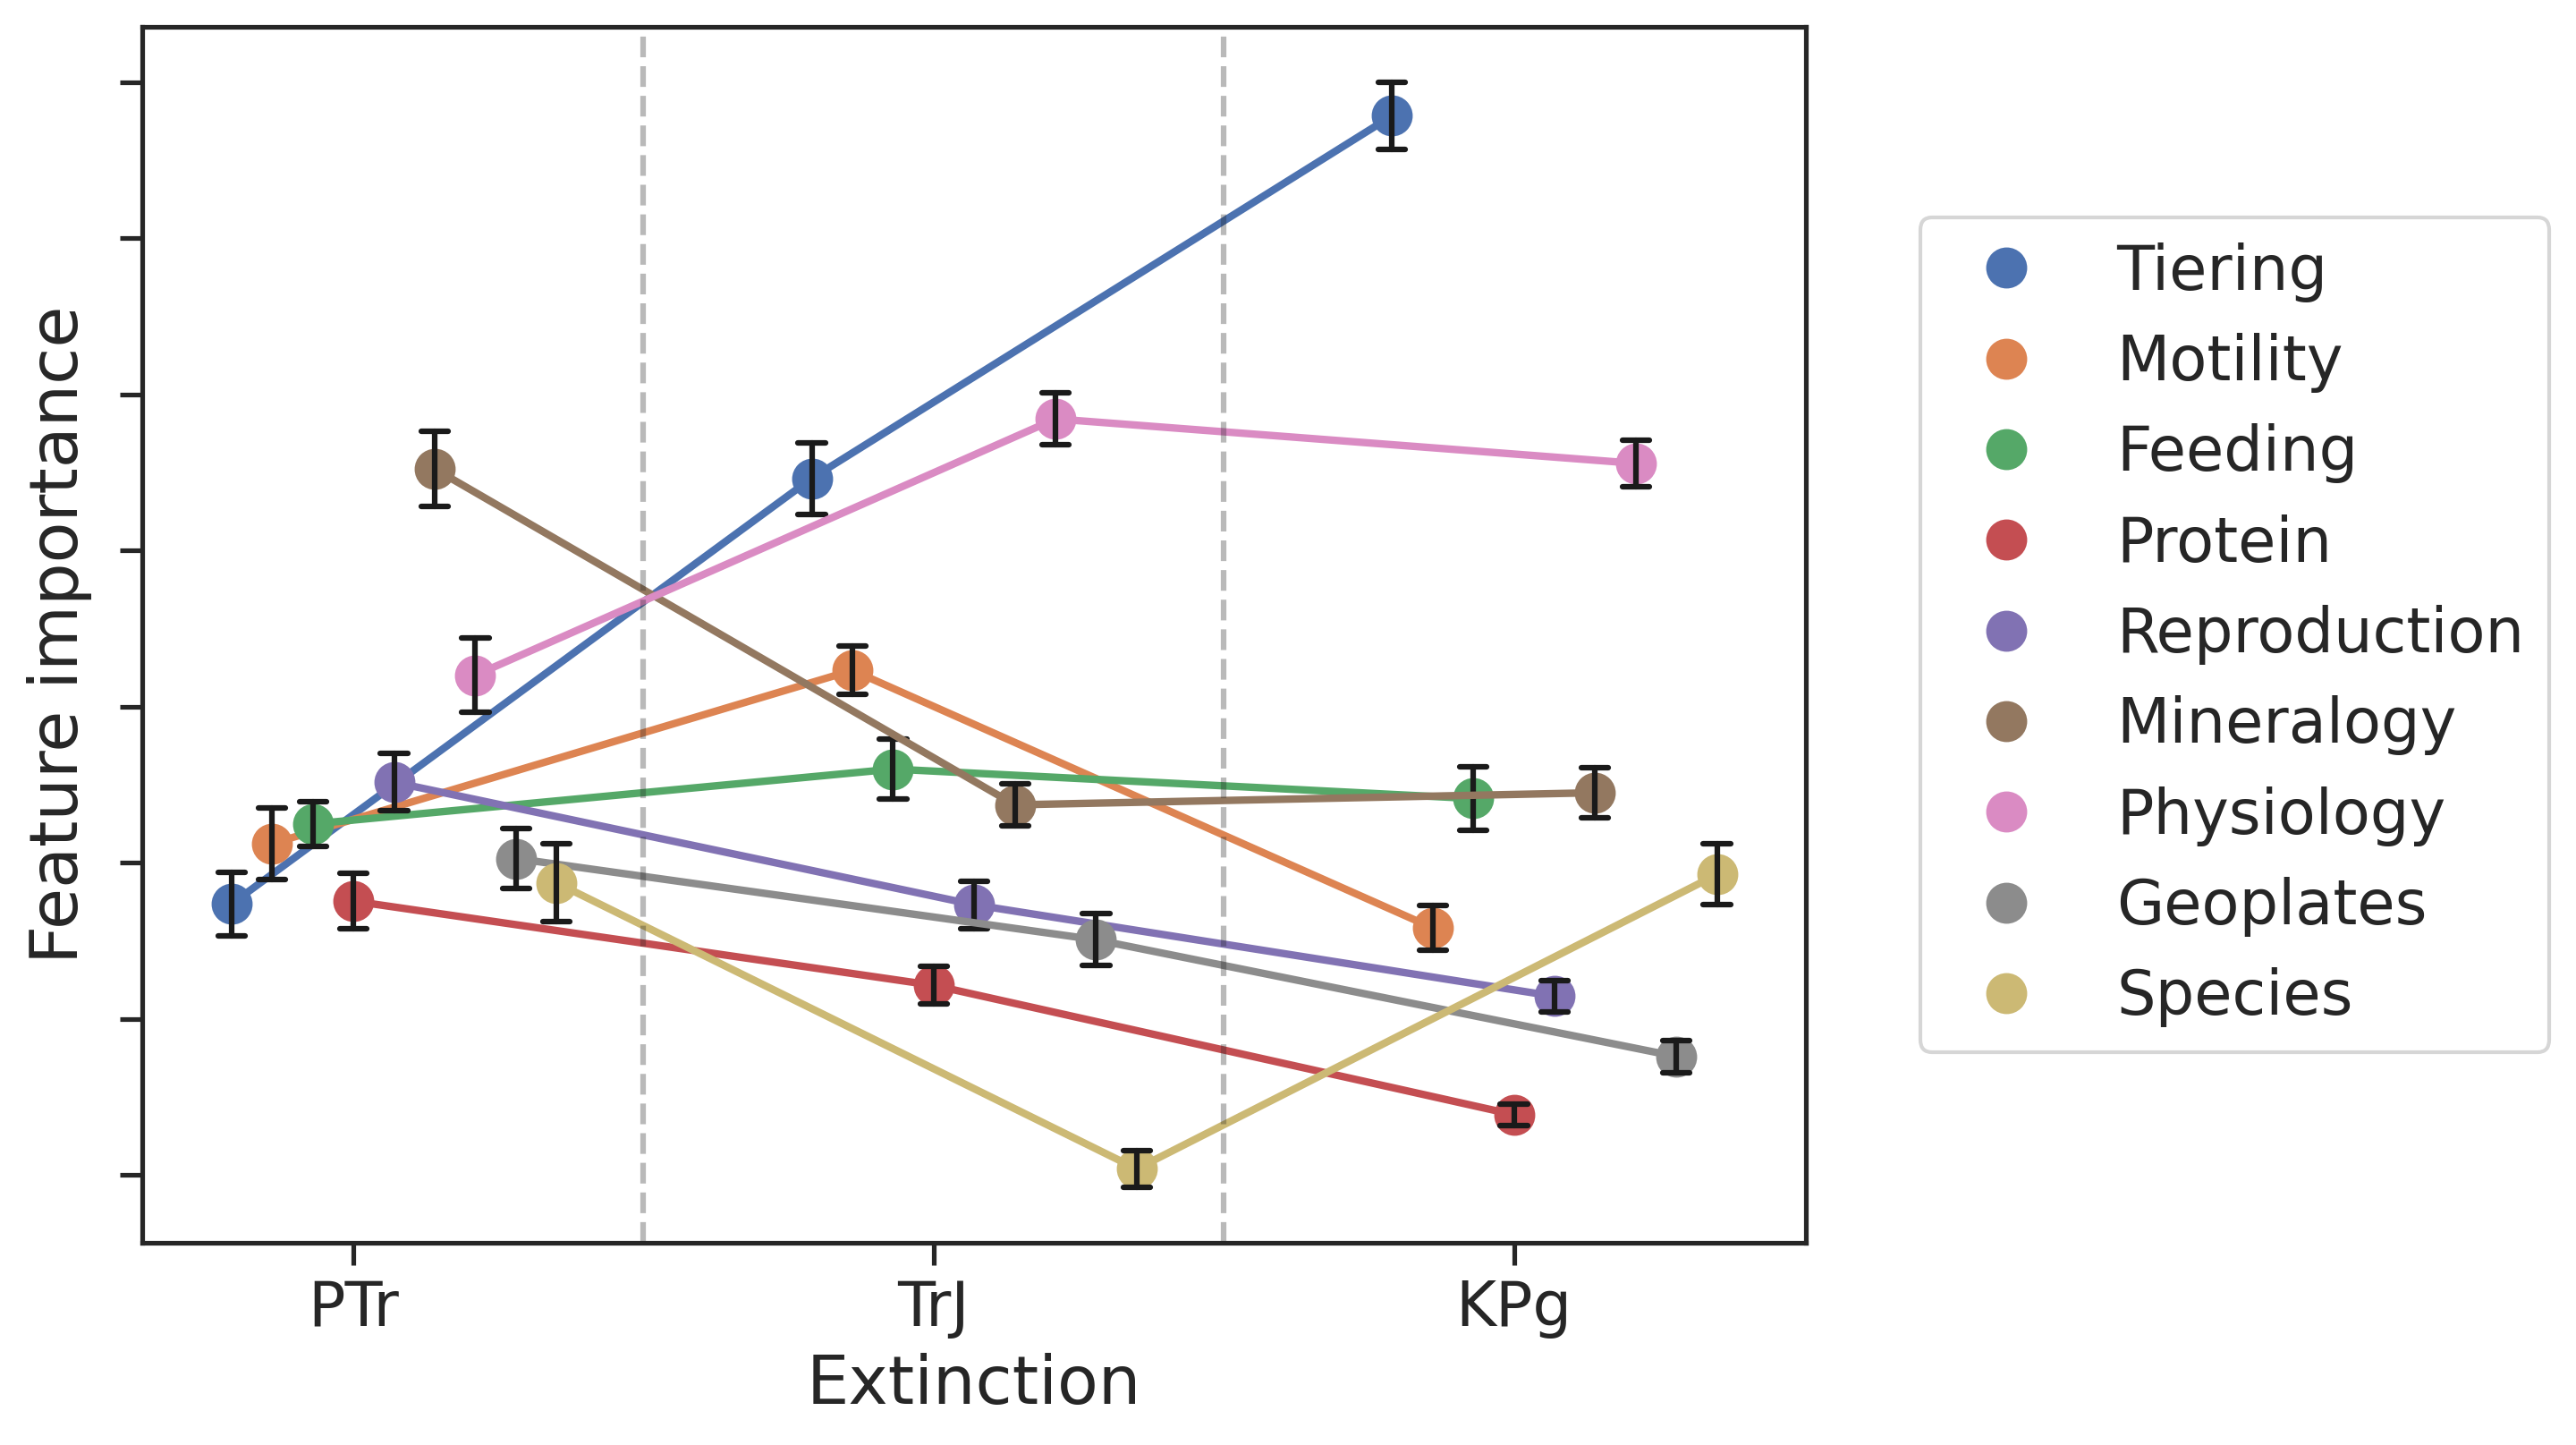 Feature importance
PTr
TrJ
KPg
Extinction
Tiering
Motility
Feeding
Protein
Reproduction
Mineralogy
Physiology
Geoplates
Species